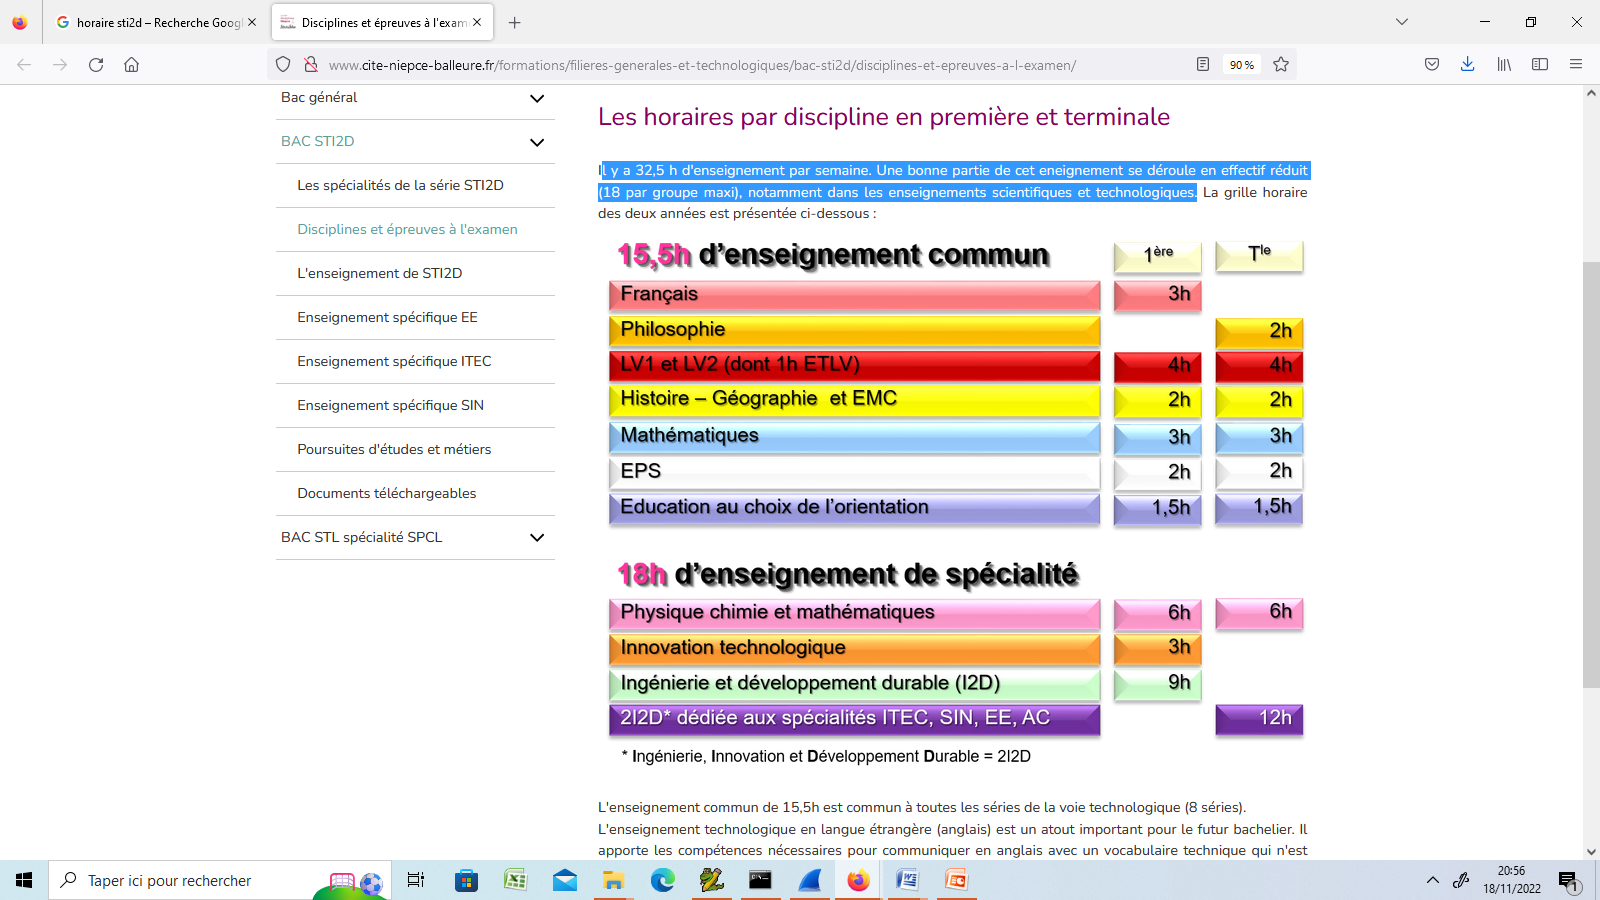 horaire sti2d – Recherche Goog
Disciplines et épreuves à l'exam
www.cite-niepce-balleure.fr/formations/filieres-generales-et-technologiques/bac-sti2d/disciplines-et-epreuves-a-l-examen/
90 %
Bac général
BAC STI2D
Les spécialités de la série STI2D
Disciplines et épreuves à l'examen
L'enseignement de STI2D
Enseignement spécifique EE
Enseignement spécifique ITEC
Enseignement spécifique SIN
Poursuites d'études et métiers
Documents téléchargeables
BAC STL spécialité SPCL
Les horaires par discipline en première et terminale
Il y a 32,5 h d'enseignement par semaine. Une bonne partie de cet eneignement se déroule en effectif réduit
(18 par groupe maxi), notamment dans les enseignements scientifiques et technologiques. La grille horaire
des deux années est présentée ci-dessous :
15,5h d'enseignement commun 1ère Tle
Français 3h
Philosophie 2h
LV1 et LV2 (dont 1h ETLV) 4h 4h
Histoire – Géographie et EMC 2h 2h
Mathématiques 3h 3h
EPS 2h 2h
Education au choix de l'orientation 1,5h 1,5h
18h d'enseignement de spécialité
Physique chimie et mathématiques 6h 6h
Innovation technologique 3h
Ingénierie et développement durable (I2D) 9h
2I2D* dédiée aux spécialités ITEC, SIN, EE, AC 12h
* Ingénierie, Innovation et Développement Durable = 2I2D
L'enseignement commun de 15,5h est commun à toutes les séries de la voie technologique (8 séries).
L'enseignement technologique en langue étrangère (anglais) est un atout important pour le futur bachelier. Il
apporte les compétences nécessaires pour communiquer en anglais avec un vocabulaire technique qui n'est
Taper ici pour rechercher
20:56
18/11/2022
1